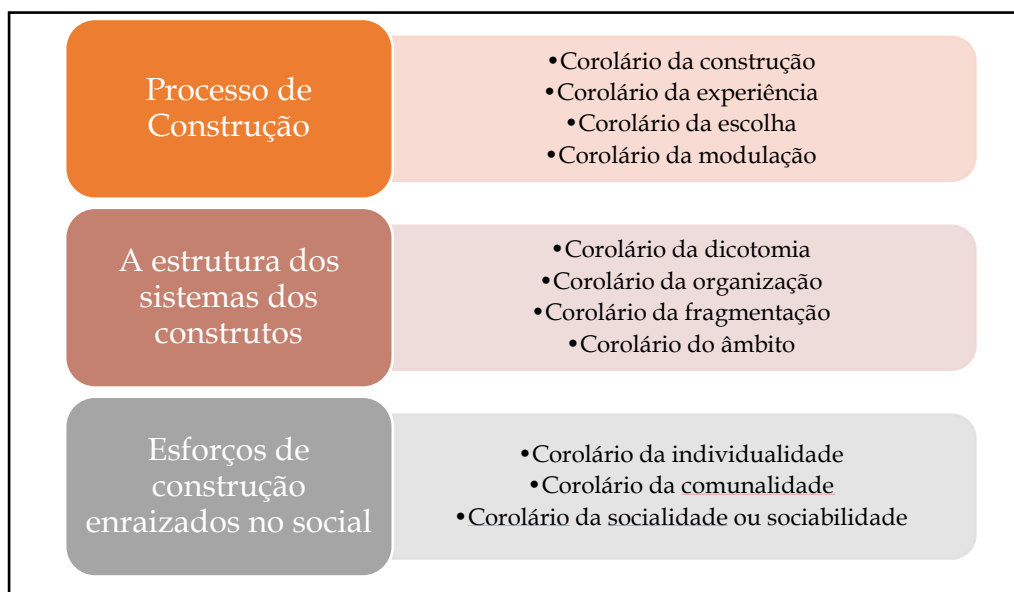 Processo de
Construção
•Corolário da construção
•Corolário da experiência
•Corolário da escolha
•Corolário da modulação
A estrutura dos
sistemas dos
construtos
•Corolário da dicotomia
•Corolário da organização
•Corolário da fragmentação
•Corolário do âmbito
Esforços de
construção
enraizados no social
•Corolário da individualidade
•Corolário da comunalidade
•Corolário da socialidade ou sociabilidade